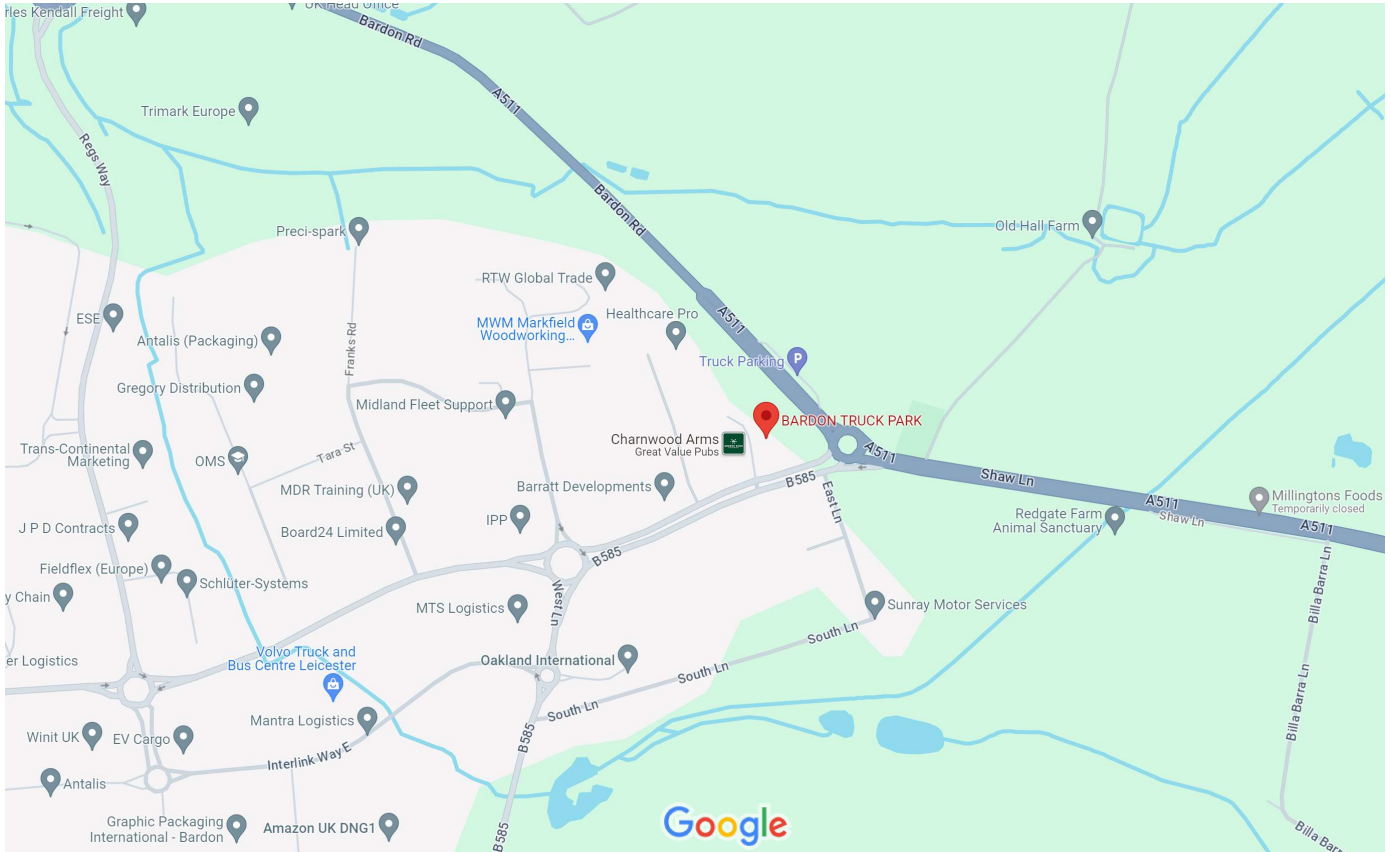 rles Kendall Freight
UK Head Office
Bardon Rd
A511
Trimark Europe
Regs Way
Bardon Rd
Preci-spark
Old Hall Farm
RTW Global Trade
ESE
MWM Markfield
Woodworking...
Healthcare Pro
A511
Antalis (Packaging)
Franks Rd
Truck Parking
P
Gregory Distribution
Midland Fleet Support
BARDON TRUCK PARK
Charnwood Arms
Great Value Pubs
Trans-Continental
Marketing
OMS
Tara St
A511
MDR Training (UK)
Barratt Developments
B585
East Ln
Shaw Ln
A511
Millingtons Foods
Temporarily closed
J P D Contracts
Board24 Limited
IPP
Redgate Farm
Animal Sanctuary
Shaw Ln
A511
Fieldflex (Europe)
Schlüter-Systems
B585
y Chain
MTS Logistics
West Ln
Sunray Motor Services
Billa Barra Ln
South Ln
er Logistics
Volvo Truck and
Bus Centre Leicester
Oakland International
South Ln
Billa Barra Ln
Mantra Logistics
South Ln
Winit UK
EV Cargo
B585
Interlink Way E
Antalis
Graphic Packaging
International - Bardon
Amazon UK DNG1
B585
Google
Billa Barr